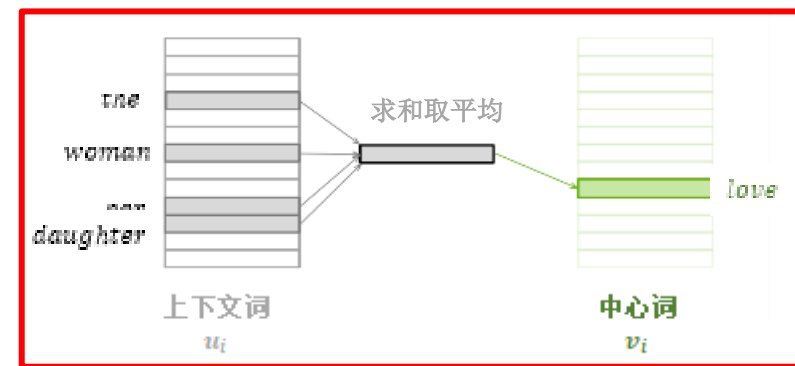 the
woman
daughter
求和取平均
love
上下文词
u_i
中心词
v_i